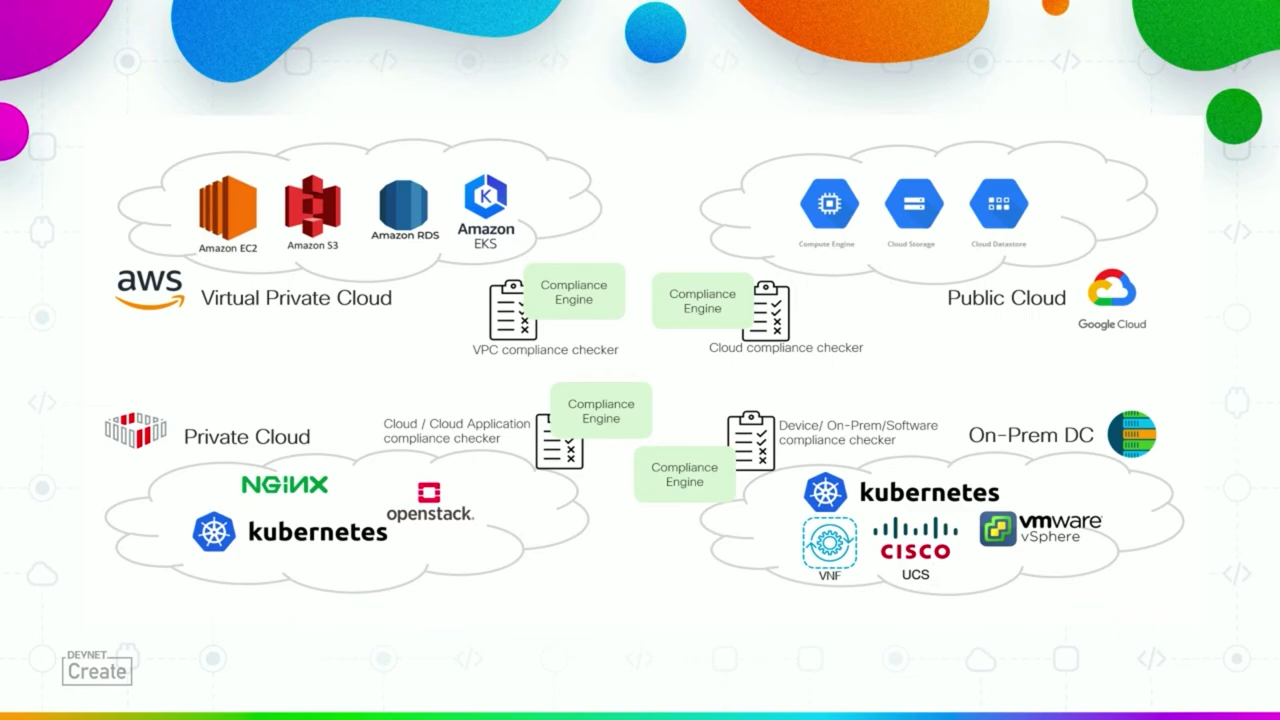 Amazon EC2
Amazon S3
Amazon RDS
Amazon
EKS
Compute Engine
Cloud Storage
Cloud Datastore
aws
Virtual Private Cloud
Compliance
Engine
VPC compliance checker
Compliance
Engine
Cloud compliance checker
Public Cloud
Google Cloud
Private Cloud
Cloud / Cloud Application
compliance checker
Compliance
Engine
Compliance
Engine
Device/ On-Prem/Software
compliance checker
On-Prem DC
NGINX
openstack.
kubernetes
kubernetes
VNF
CISCO
UCS
vmware
vSphere
DEVNET
Create